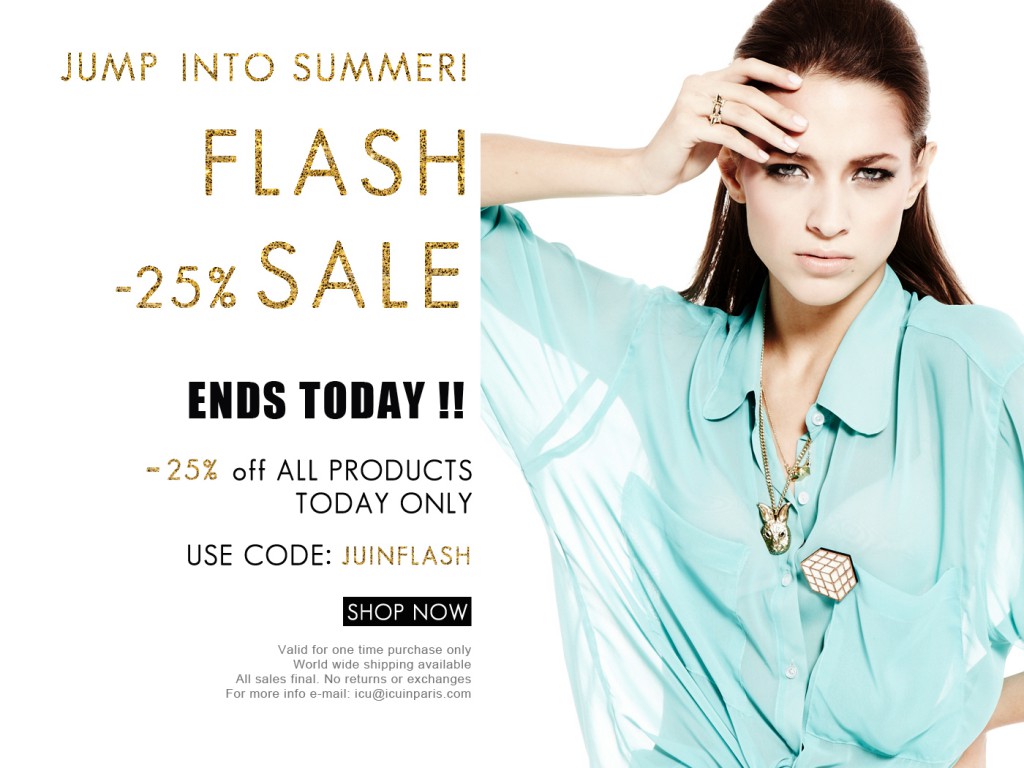 JUMP INTO SUMMER!
FLASH
-25% SALE
ENDS TODAY !!
-25% off ALL PRODUCTS
TODAY ONLY
USE CODE: JUINFLASH
SHOP NOW
Valid for one time purchase only
World wide shipping available
All sales final. No returns or exchanges
For more info e-mail: icu@icuinparis.com